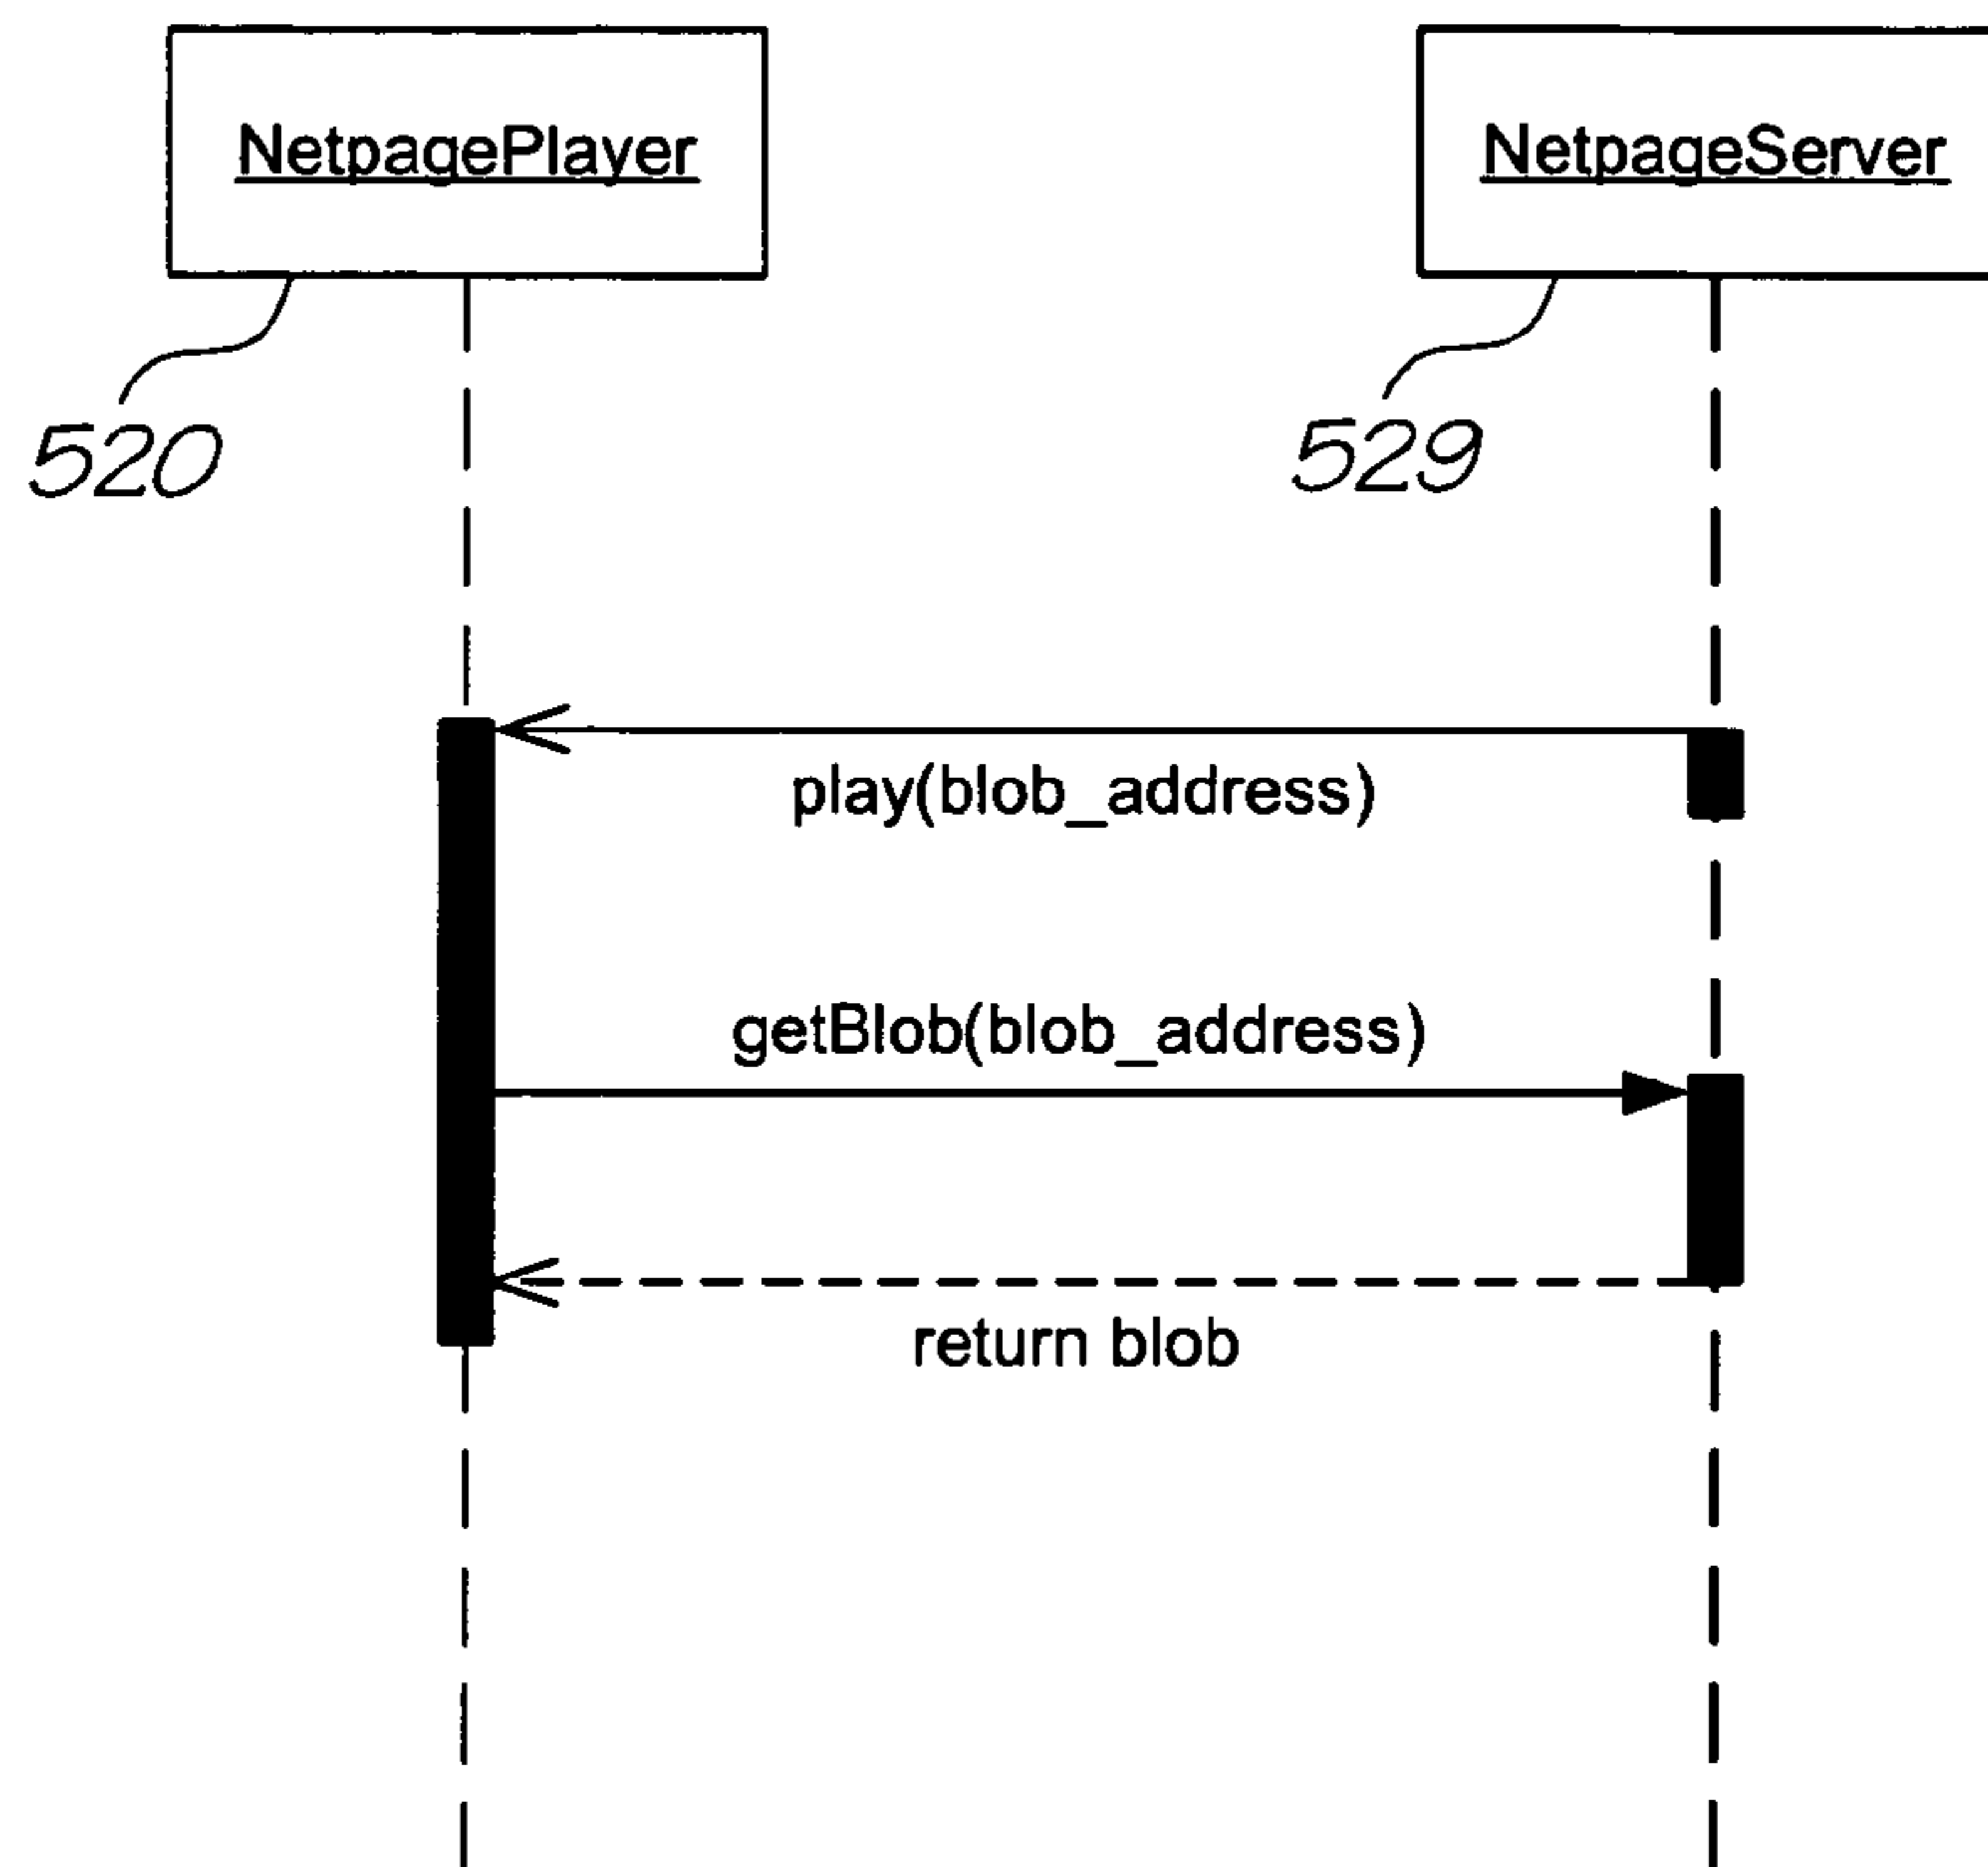 NetpagePlayer
NetpageServer
520
529
play(blob_address)
getBlob(blob_address)
return blob